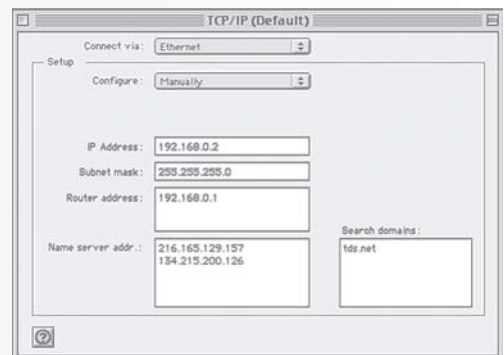 TCP/IP (Default)
Connect via: Ethernet
Setup
Configure: Manually
IP Address: 192.168.0.2
Subnet mask: 255.255.255.0
Router address: 192.168.0.1
Search domains:
Name server addr.: 216.165.129.157 tds.net
134.215.200.126
?